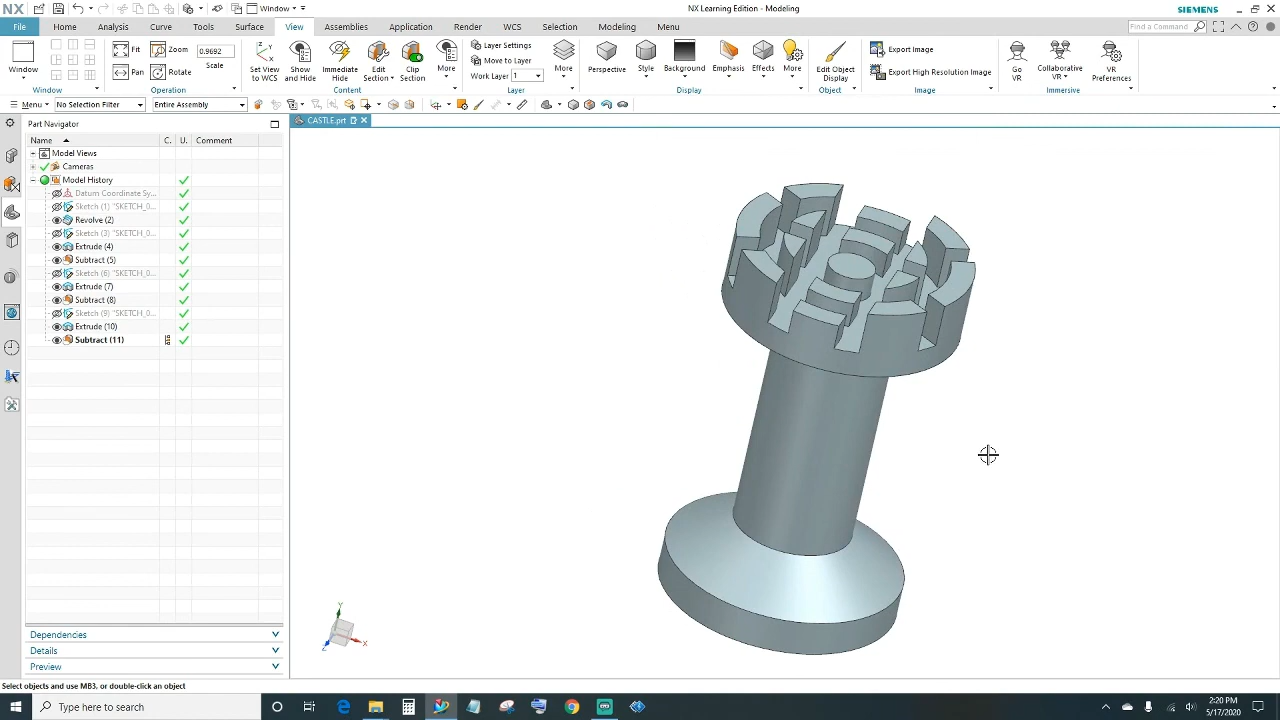 NX Window NX Learning Edition - Modeling SIEMENS
File Home Analysis Curve Tools Surface View Assemblies Application Render WCS Selection Modeling Menu Find a Command
Window Fit Zoom 0.9692 Set View to WCS Show and Hide Immediate Hide Edit Section Clip Section More Layer Settings More Perspective Style Background Emphasis Effects More Edit Object Display Export Image Go VR Collaborative VR VR Preferences
Move to Layer
Pan Rotate Scale Work Layer 1 Export High Resolution Image
Window Operation Content Layer Display Object Image Immersive
Menu No Selection Filter Entire Assembly
Part Navigator CASTLE.prt
Name C. U. Comment
Model Views
Cameras
Model History
Datum Coordinate Sy...
Sketch (1) "SKETCH_0...
Revolve (2)
Sketch (3) "SKETCH_0...
Extrude (4)
Subtract (5)
Sketch (6) "SKETCH_0...
Extrude (7)
Subtract (8)
Sketch (9) "SKETCH_0...
Extrude (10)
Subtract (11)
Y
X
Z
Dependencies
Details
Preview
Select objects and use MB3, or double-click an object
Type here to search
2:20 PM
5/17/2020